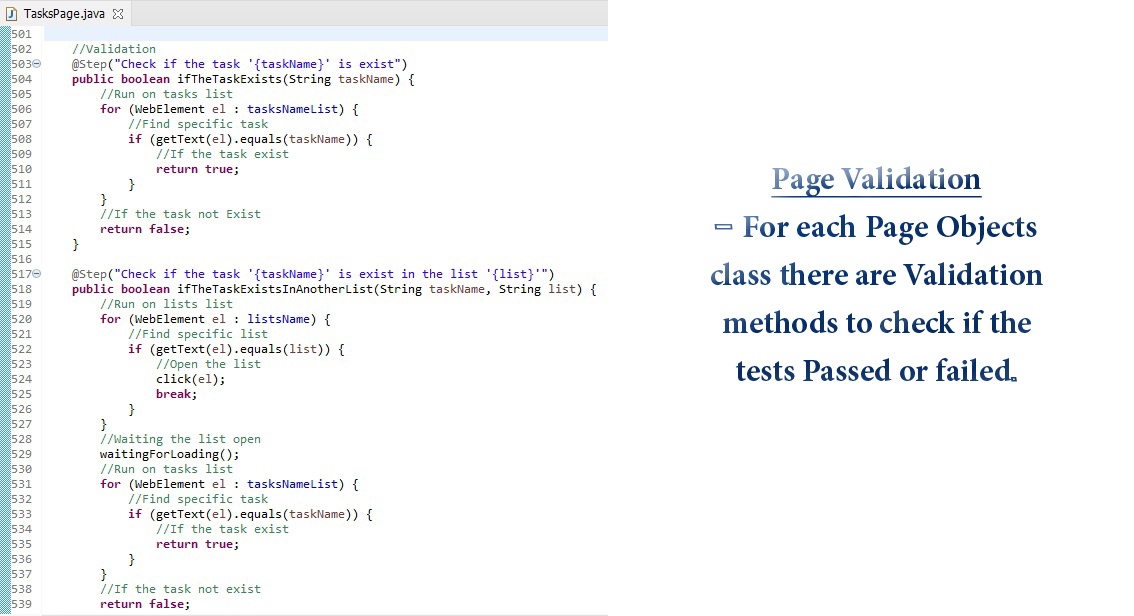 TasksPage.java
501
502 //Validation
503 @Step("Check if the task '{taskName}' is exist")
504 public boolean ifTheTaskExists(String taskName) {
505 //Run on tasks list
506 for (WebElement el : tasksNameList) {
507 //Find specific task
508 if (getText(el).equals(taskName)) {
509 //If the task exist
510 return true;
511 }
512 }
513 //If the task not Exist
514 return false;
515 }
516
517 @Step("Check if the task '{taskName}' is exist in the list '{list}'")
518 public boolean ifTheTaskExistsInAnotherList(String taskName, String list) {
519 //Run on lists list
520 for (WebElement el : listsName) {
521 //Find specific list
522 if (getText(el).equals(list)) {
523 //Open the list
524 click(el);
525 break;
526 }
527 }
528 //Waiting the list open
529 waitingForLoading();
530 //Run on tasks list
531 for (WebElement el : tasksNameList) {
532 //Find specific task
533 if (getText(el).equals(taskName)) {
534 //If the task exist
535 return true;
536 }
537 }
538 //If the task not exist
539 return false;
Page Validation
- For each Page Objects
class there are Validation
methods to check if the
tests Passed or failed.